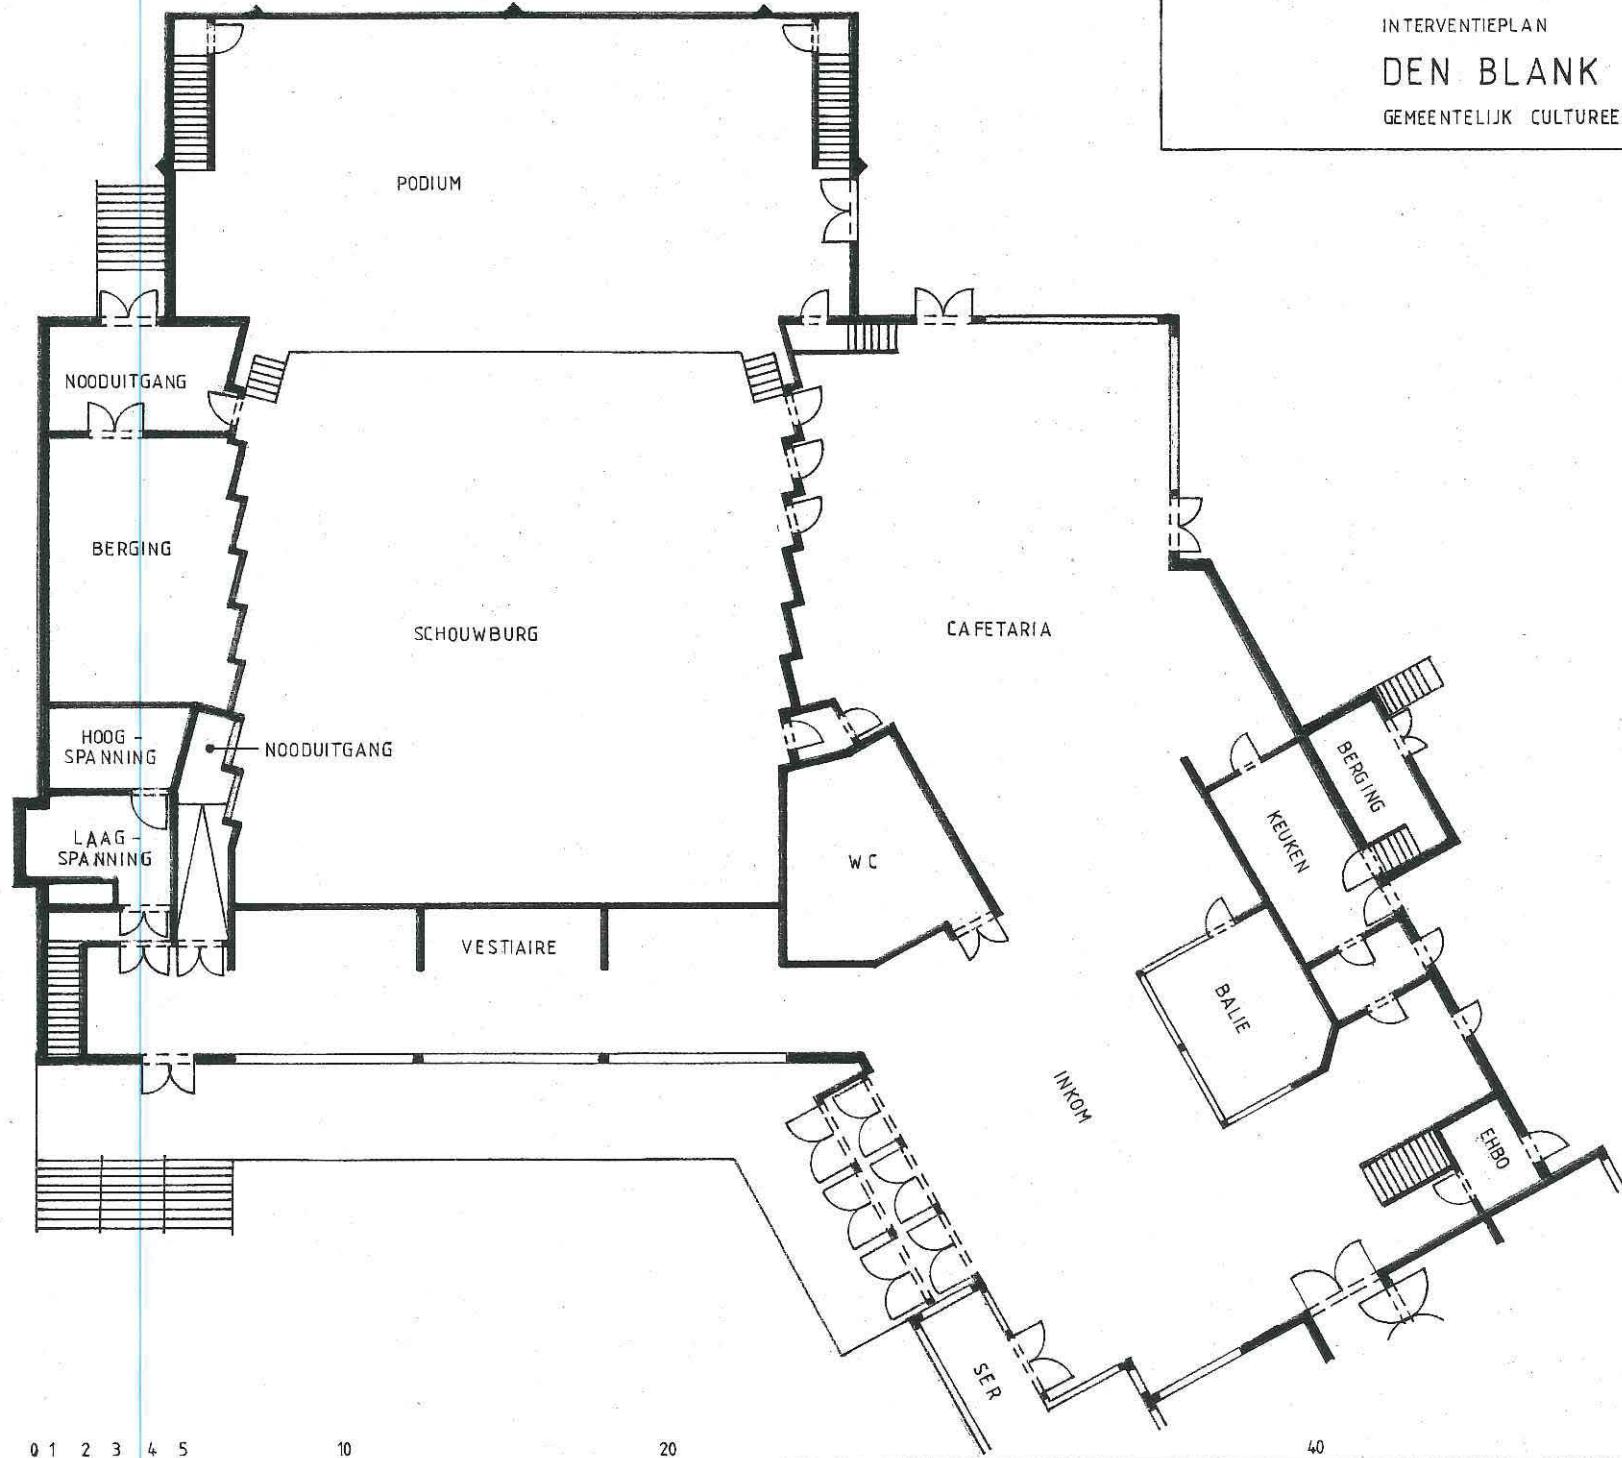 INTERVENTIEPLAN
DEN BLANK
GEMEENTELIJK CULTUREE
PODIUM
NOODUITGANG
BERGING
SCHOUWBURG
CAFETARIA
HOOG -
SPANNING
NOODUITGANG
BERGING
LAAG -
SPANNING
KEUKEN
WC
VESTIAIRE
BALIE
INKOM
EHBO
SER
0 1 2 3 4 5 10 20 40